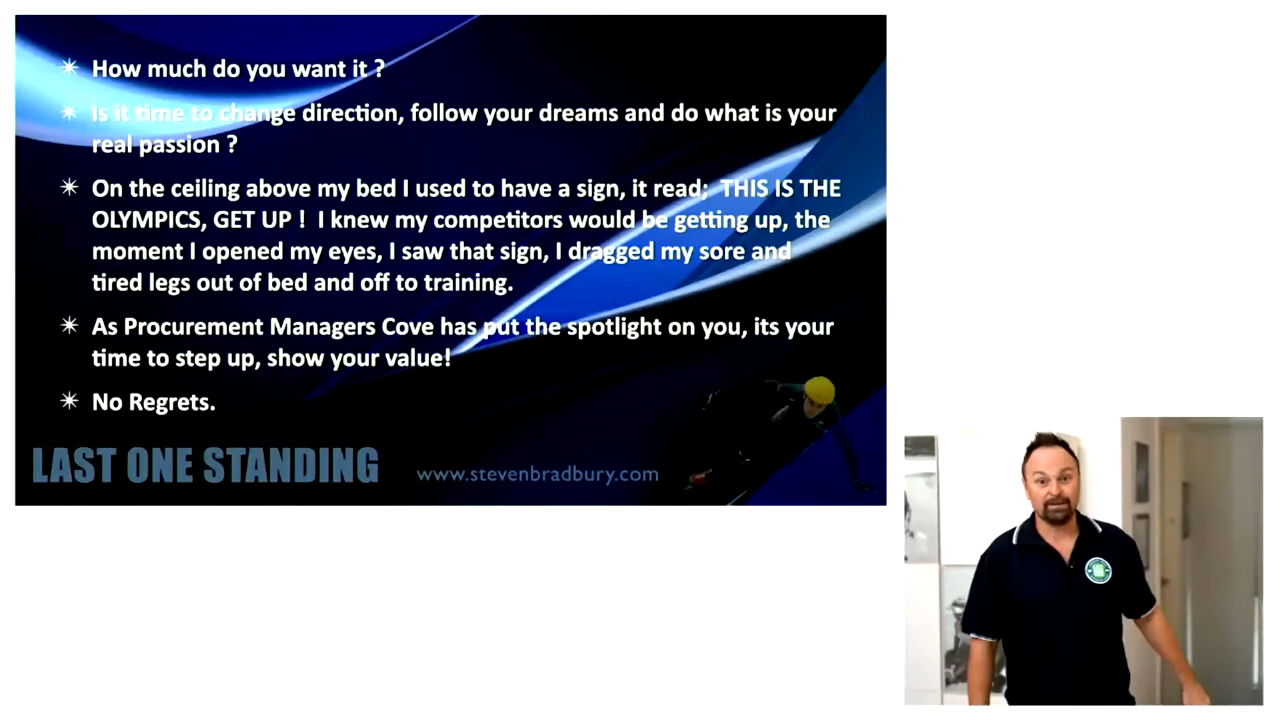 How much do you want it ?
Is it time to change direction, follow your dreams and do what is your
real passion ?
On the ceiling above my bed I used to have a sign, it read; THIS IS THE
OLYMPICS, GET UP ! I knew my competitors would be getting up, the
moment I opened my eyes, I saw that sign, I dragged my sore and
tired legs out of bed and off to training.
As Procurement Managers Cove has put the spotlight on you, its your
time to step up, show your value!
No Regrets.
LAST ONE STANDING
www.stevenbradbury.com